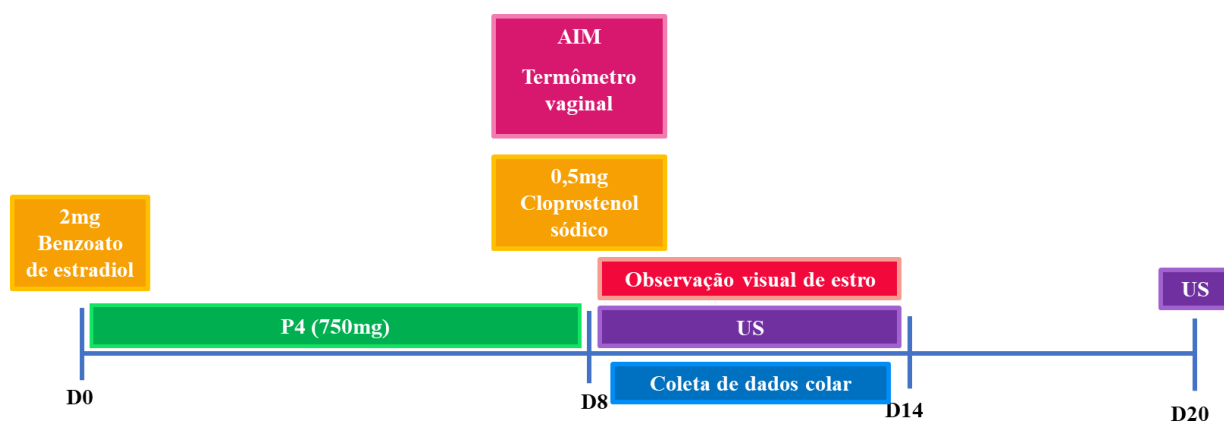 AIM
Termômetro
vaginal
0,5mg
Cloprostenol
sódico
2mg
Benzoato
de estradiol
Observação visual de estro
US
P4 (750mg)
US
Coleta de dados colar
D0
D8
D14
D20